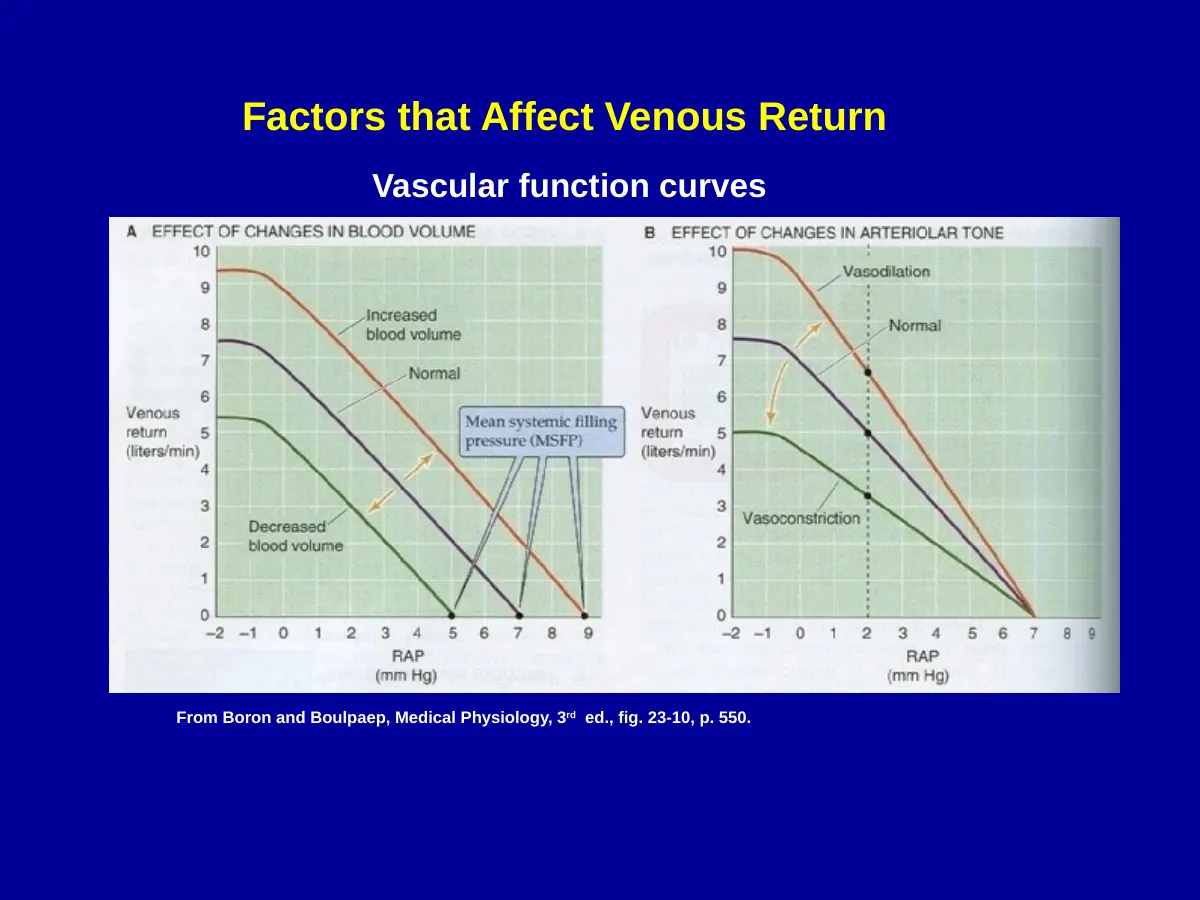 Factors that Affect Venous Return
Vascular function curves
A EFFECT OF CHANGES IN BLOOD VOLUME
10
9
8
7
6
5
4
3
2
1
0
Venous
return
(liters/min)
Increased
blood volume
Normal
Mean systemic filling
pressure (MSFP)
Decreased
blood volume
–2 –1 0 1 2 3 4 5 6 7 8 9
RAP
(mm Hg)
B EFFECT OF CHANGES IN ARTERIOLAR TONE
10
9
8
7
6
5
4
3
2
1
0
Venous
return
(liters/min)
Vasodilation
Normal
Vasoconstriction
–2 –1 0 1 2 3 4 5 6 7 8 9
RAP
(mm Hg)
From Boron and Boulpaep, Medical Physiology, 3rd ed., fig. 23-10, p. 550.